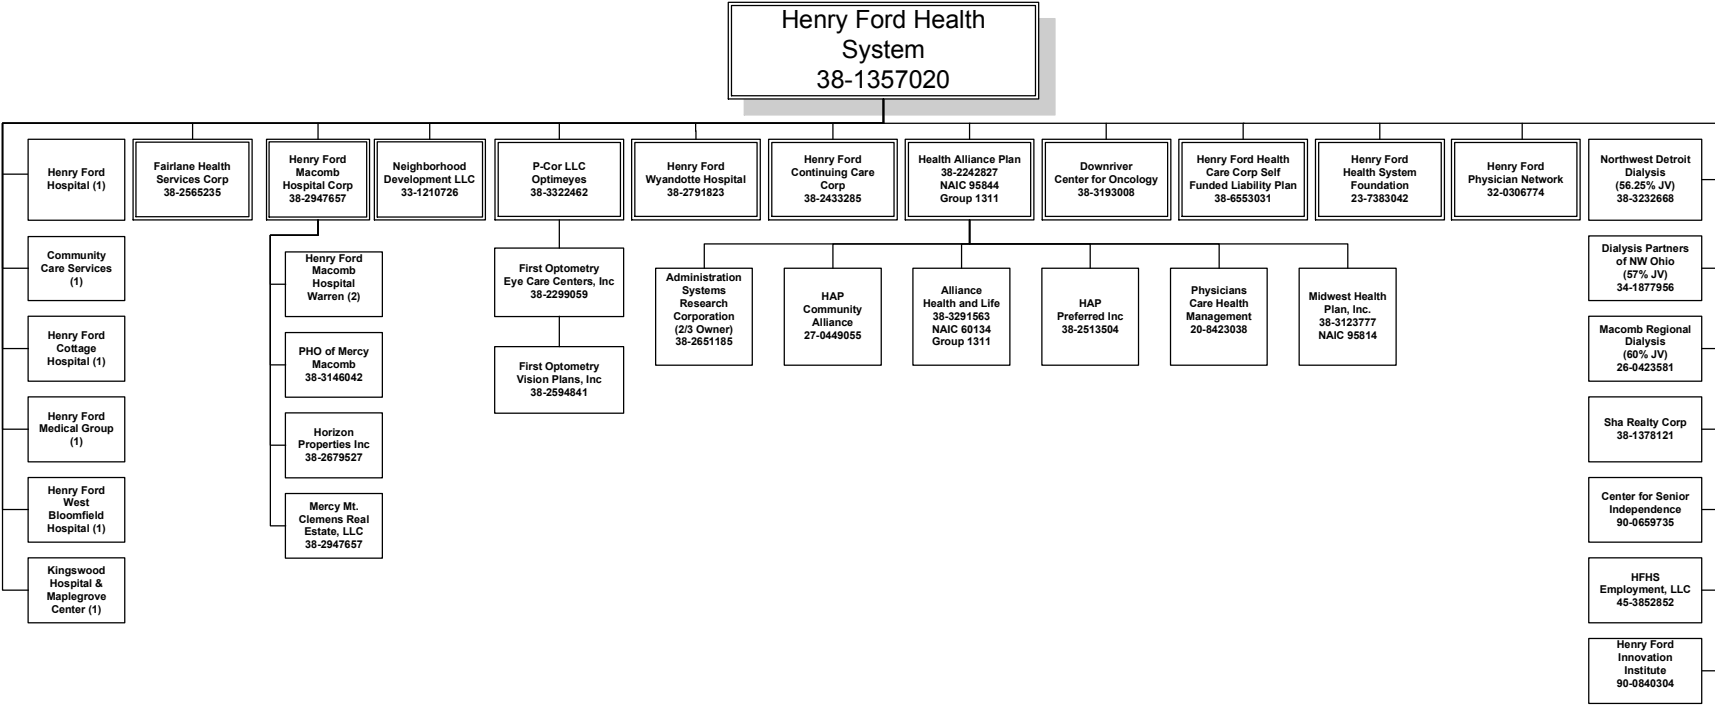 Henry Ford Health
System
38-1357020
Henry Ford
Hospital (1)
Fairlane Health
Services Corp
38-2565235
Henry Ford
Macomb
Hospital Corp
38-2947657
Neighborhood
Development LLC
33-1210726
P-Cor LLC
Optimeyes
38-3322462
Henry Ford
Wyandotte Hospital
38-2791823
Henry Ford
Continuing Care
Corp
38-2433285
Health Alliance Plan
38-2242827
NAIC 95844
Group 1311
Downriver
Center for Oncology
38-3193008
Henry Ford Health
Care Corp Self
Funded Liability Plan
38-6553031
Henry Ford
Health System
Foundation
23-7383042
Henry Ford
Physician Network
32-0306774
Northwest Detroit
Dialysis
(56.25% JV)
38-3232668
Community
Care Services
(1)
Henry Ford
Cottage
Hospital (1)
Henry Ford
Medical Group
(1)
Henry Ford
West
Bloomfield
Hospital (1)
Kingswood
Hospital &
Maplegrove
Center (1)
Henry Ford
Macomb
Hospital
Warren (2)
PHO of Mercy
Macomb
38-3146042
Horizon
Properties Inc
38-2679527
Mercy Mt.
Clemens Real
Estate, LLC
38-2947657
First Optometry
Eye Care Centers, Inc
38-2299059
First Optometry
Vision Plans, Inc
38-2594841
Administration
Systems
Research
Corporation
(2/3 Owner)
38-2651185
HAP
Community
Alliance
27-0449055
Alliance
Health and Life
38-3291563
NAIC 60134
Group 1311
HAP
Preferred Inc
38-2513504
Physicians
Care Health
Management
20-8423038
Midwest Health
Plan, Inc.
38-3123777
NAIC 95814
Dialysis Partners
of NW Ohio
(57% JV)
34-1877956
Macomb Regional
Dialysis
(60% JV)
26-0423581
Sha Realty Corp
38-1378121
Center for Senior
Independence
90-0659735
HFHS
Employment, LLC
45-3852852
Henry Ford
Innovation
Institute
90-0840304